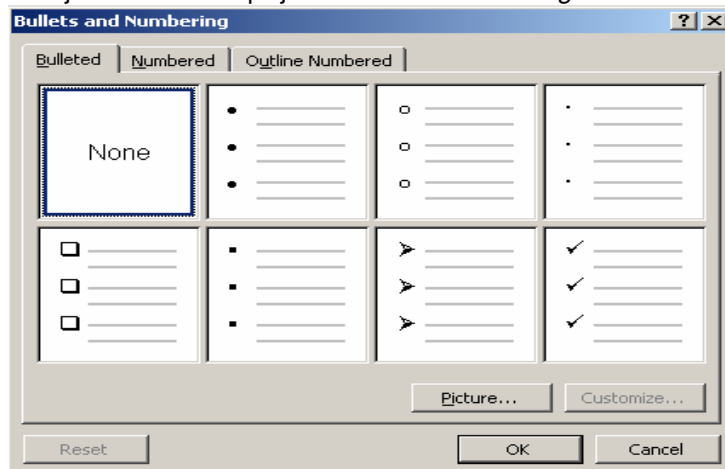 Bullets and Numbering
Bulleted Numbered Outline Numbered
None
Picture... Customize...
Reset OK Cancel